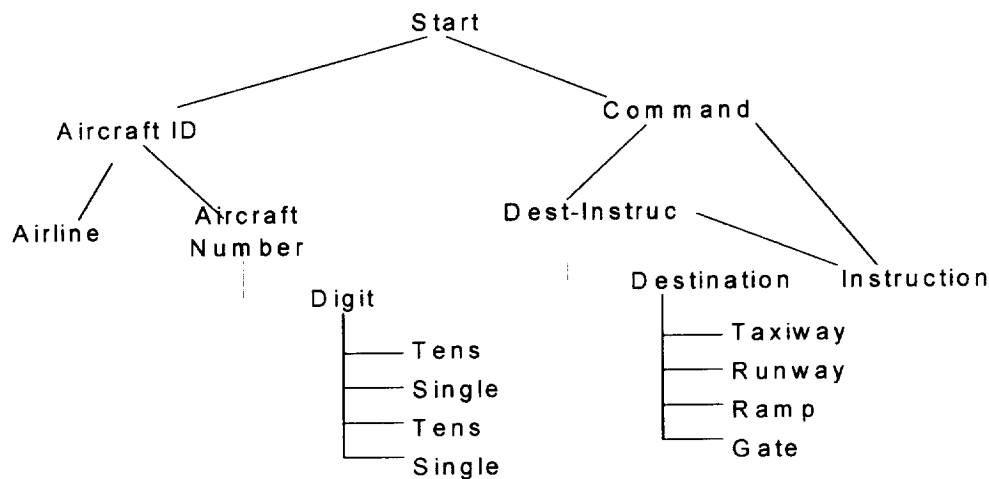 Start
Aircraft ID
Command
Airline
Aircraft
Number
Dest-Instruc
Digit
Destination
Instruction
Tens
Single
Tens
Single
Taxiway
Runway
Ramp
Gate